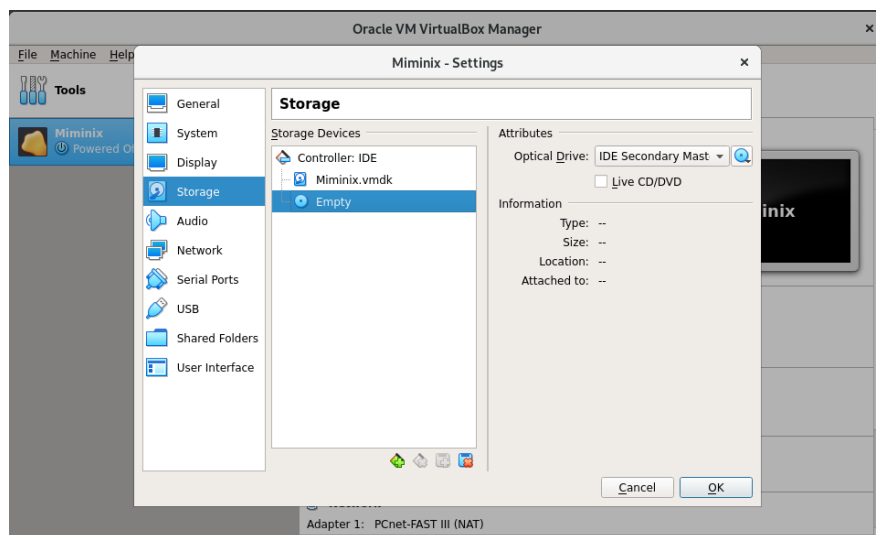 Oracle VM VirtualBox Manager
×
File Machine Help
Miminix - Settings
×
Tools
Miminix
Powered Of
General
System
Display
Storage
Audio
Network
Serial Ports
USB
Shared Folders
User Interface
Storage
Storage Devices
Controller: IDE
Miminix.vmdk
Empty
Attributes
Optical Drive: IDE Secondary Mast
Live CD/DVD
Information
Type: --
Size: --
Location: --
Attached to: --
inix
Cancel OK
Adapter 1: PCnet-FAST III (NAT)